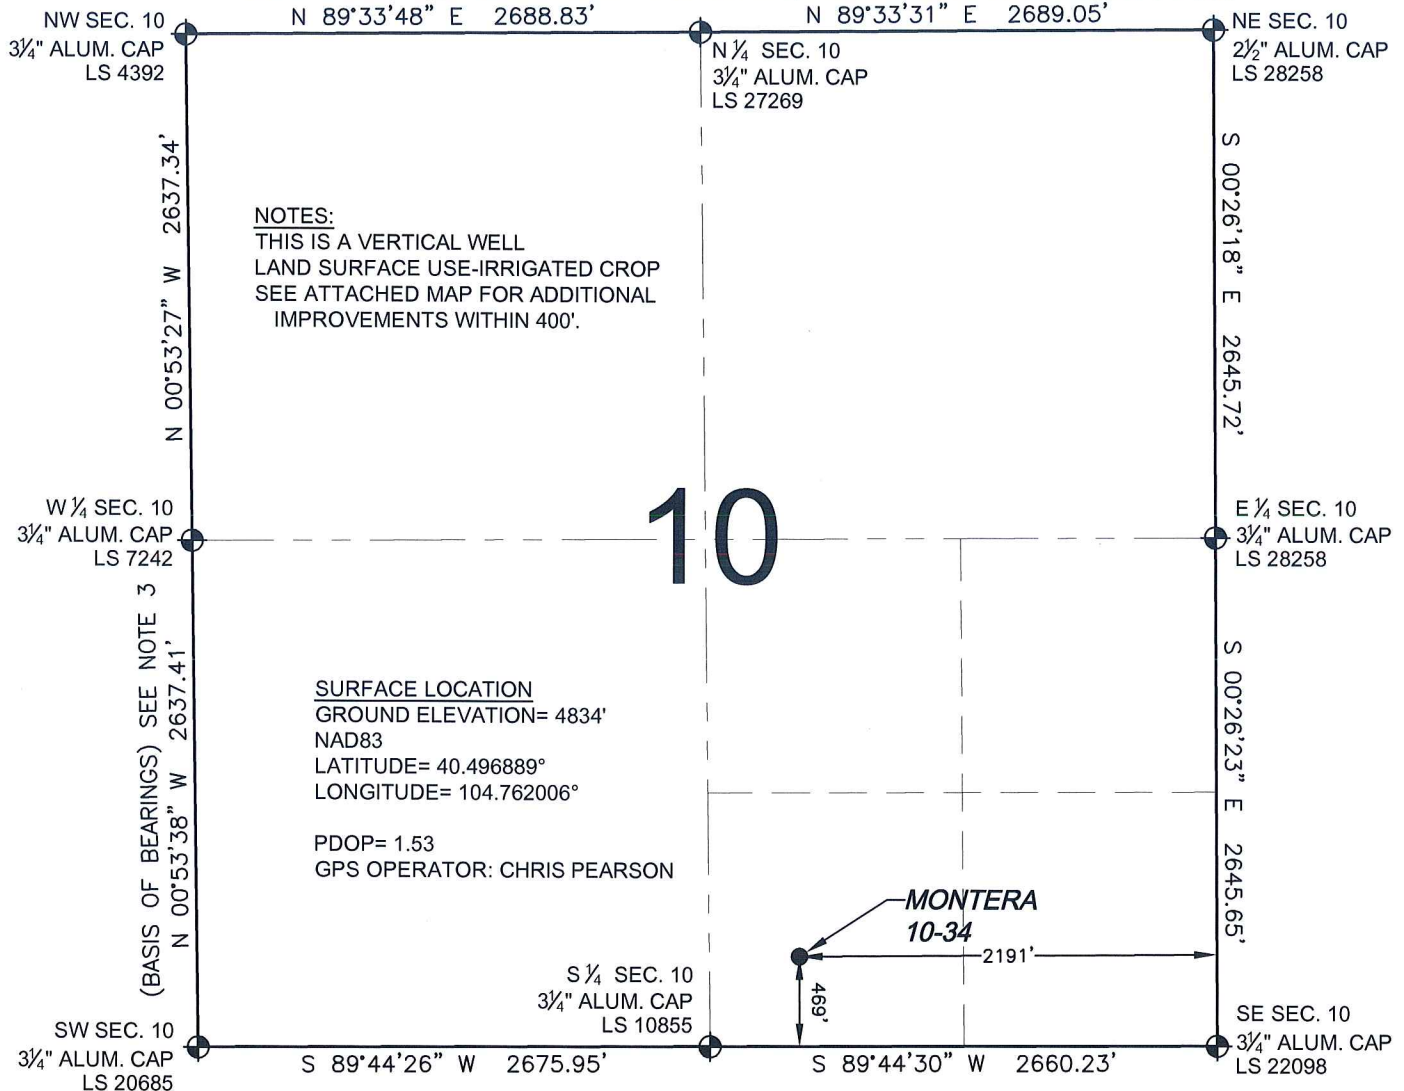 N 89°33'48" E 2688.83'
N 89°33'31" E 2689.05'
NW SEC. 10
3¼" ALUM. CAP
LS 4392
N ¼ SEC. 10
3¼" ALUM. CAP
LS 27269
NE SEC. 10
2½" ALUM. CAP
LS 28258
N 00°53'27" W 2637.34'
S 00°26'18" E 2645.72'
NOTES:
THIS IS A VERTICAL WELL
LAND SURFACE USE-IRRIGATED CROP
SEE ATTACHED MAP FOR ADDITIONAL
IMPROVEMENTS WITHIN 400'.
W ¼ SEC. 10
3¼" ALUM. CAP
LS 7242
10
E ¼ SEC. 10
3¼" ALUM. CAP
LS 28258
(BASIS OF BEARINGS) SEE NOTE 3
N 00°53'38" W 2637.41'
S 00°26'23" E 2645.65'
SURFACE LOCATION
GROUND ELEVATION= 4834'
NAD83
LATITUDE= 40.496889°
LONGITUDE= 104.762006°
PDOP= 1.53
GPS OPERATOR: CHRIS PEARSON
MONTERA
10-34
2191'
469'
S ¼ SEC. 10
3¼" ALUM. CAP
LS 10855
SW SEC. 10
3¼" ALUM. CAP
LS 20685
S 89°44'26" W 2675.95'
S 89°44'30" W 2660.23'
SE SEC. 10
3¼" ALUM. CAP
LS 22098